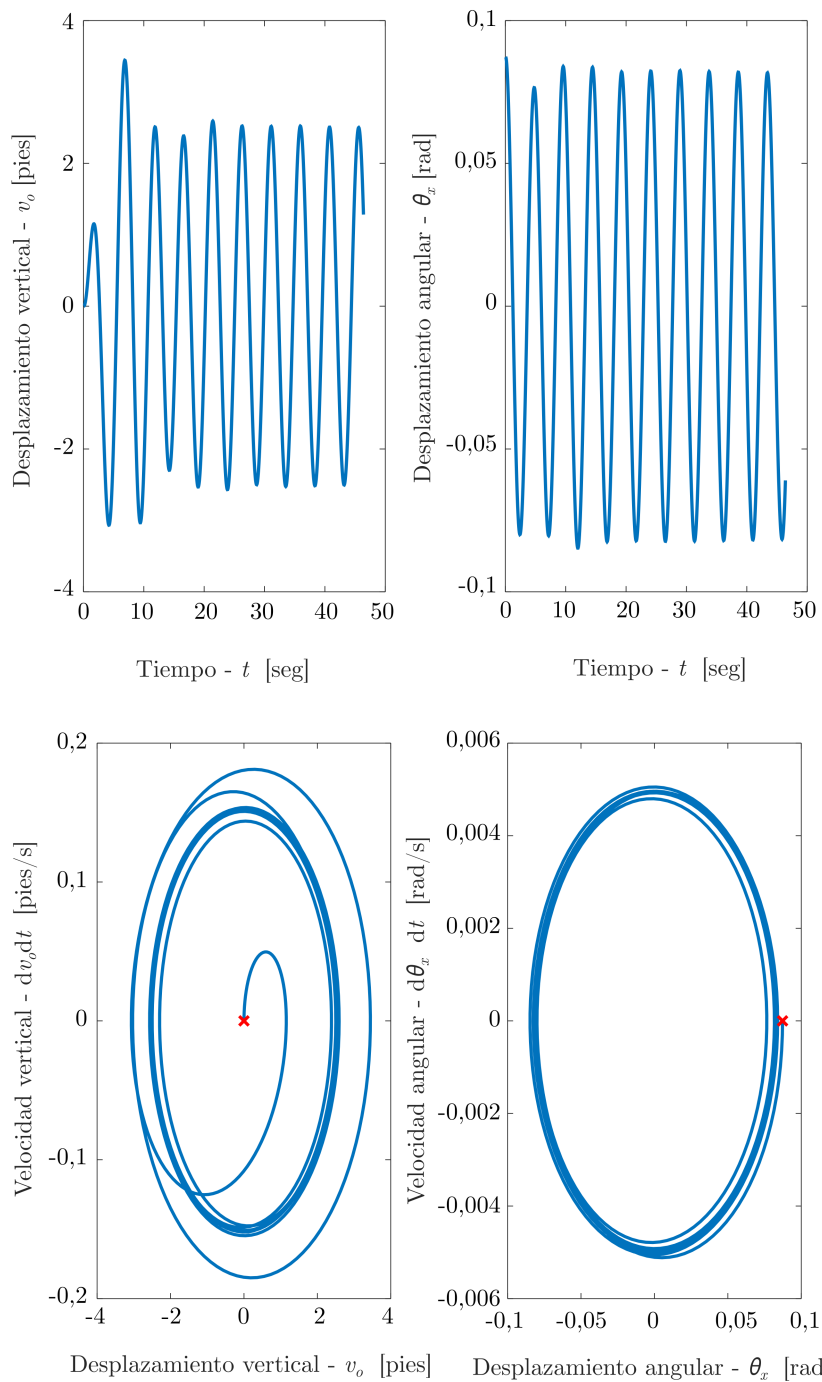 4
2
0
-2
-4
0 10 20 30 40 50
Desplazamiento vertical - v_o [pies]
Tiempo - t [seg]
0,1
0,05
0
-0,05
-0,1
0 10 20 30 40 50
Desplazamiento angular - θ_x [rad]
Tiempo - t [seg]
0,2
0,1
0
-0,1
-0,2
-4 -2 0 2 4
Velocidad vertical - dv_odt [pies/s]
Desplazamiento vertical - v_o [pies]
0,006
0,004
0,002
0
-0,002
-0,004
-0,006
-0,1 -0,05 0 0,05 0,1
Velocidad angular - dθ_x dt [rad/s]
Desplazamiento angular - θ_x [rad